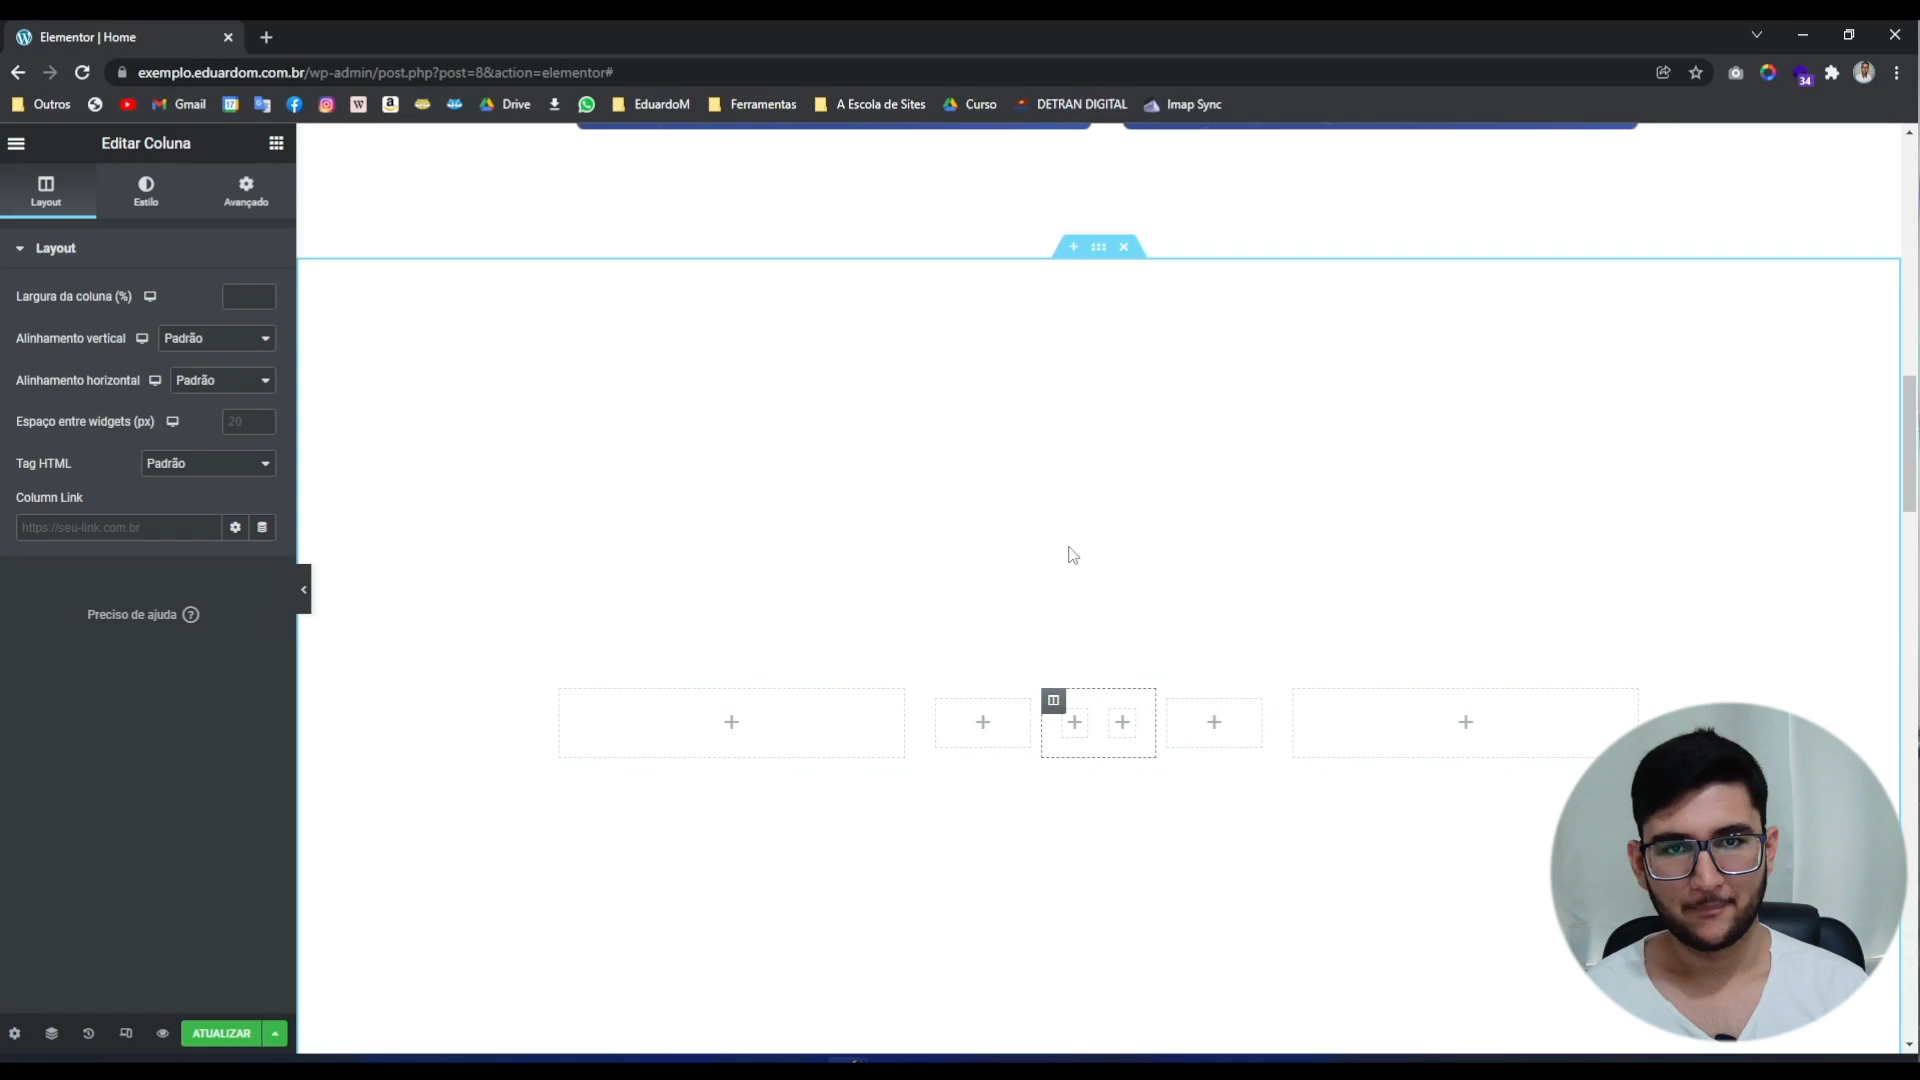 Elementor | Home
exemplo.eduardom.com.br/wp-admin/post.php?post=8&action=elementor#
34
Outros
17
Gmail
W
a
Drive
EduardoM
Ferramentas
A Escola de Sites
Curso
DETRAN DIGITAL
Imap Sync
Editar Coluna
Layout
Estilo
Avançado
Layout
Largura da coluna (%)
Alinhamento vertical
Padrão
Alinhamento horizontal
Padrão
Espaço entre widgets (px)
20
Tag HTML
Padrão
Column Link
https://seu-link.com.br
Preciso de ajuda ?
ATUALIZAR